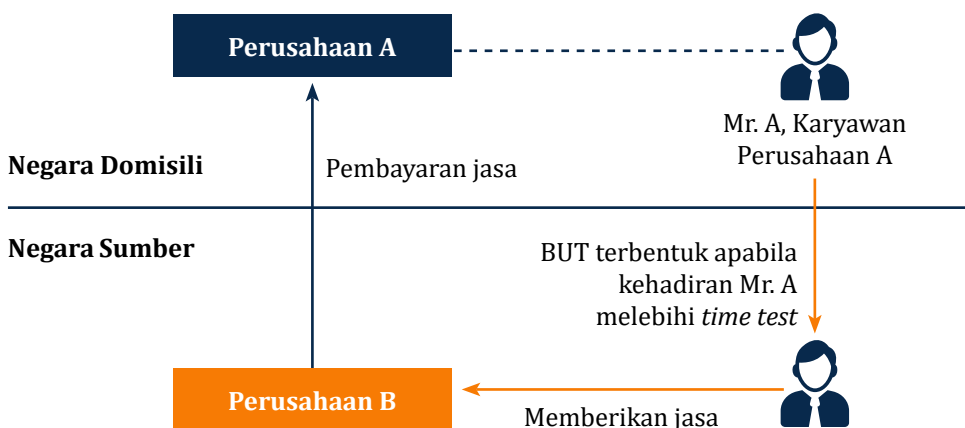 Perusahaan A
Mr. A, Karyawan
Perusahaan A
Negara Domisili
Pembayaran jasa
Negara Sumber
BUT terbentuk apabila
kehadiran Mr. A
melebihi time test
Perusahaan B
Memberikan jasa